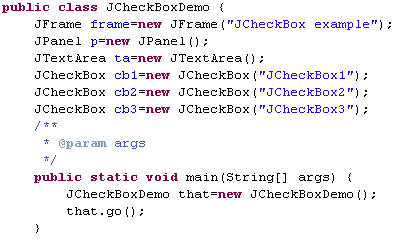 public class JCheckBoxDemo {
    JFrame frame=new JFrame("JCheckBox example");
    JPanel p=new JPanel();
    JTextArea ta=new JTextArea();
    JCheckBox cb1=new JCheckBox("JCheckBox1");
    JCheckBox cb2=new JCheckBox("JCheckBox2");
    JCheckBox cb3=new JCheckBox("JCheckBox3");
    /**
     * @param args
     */
    public static void main(String[] args) {
        JCheckBoxDemo that=new JCheckBoxDemo();
        that.go();
    }